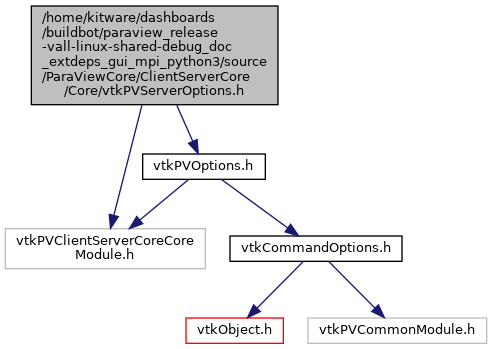 /home/kitware/dashboards
/buildbot/paraview_release
-vall-linux-shared-debug_doc
_extdeps_gui_mpi_python3/source
/ParaViewCore/ClientServerCore
/Core/vtkPVServerOptions.h
vtkPVOptions.h
vtkPVClientServerCoreCore
Module.h
vtkCommandOptions.h
vtkObject.h
vtkPVCommonModule.h